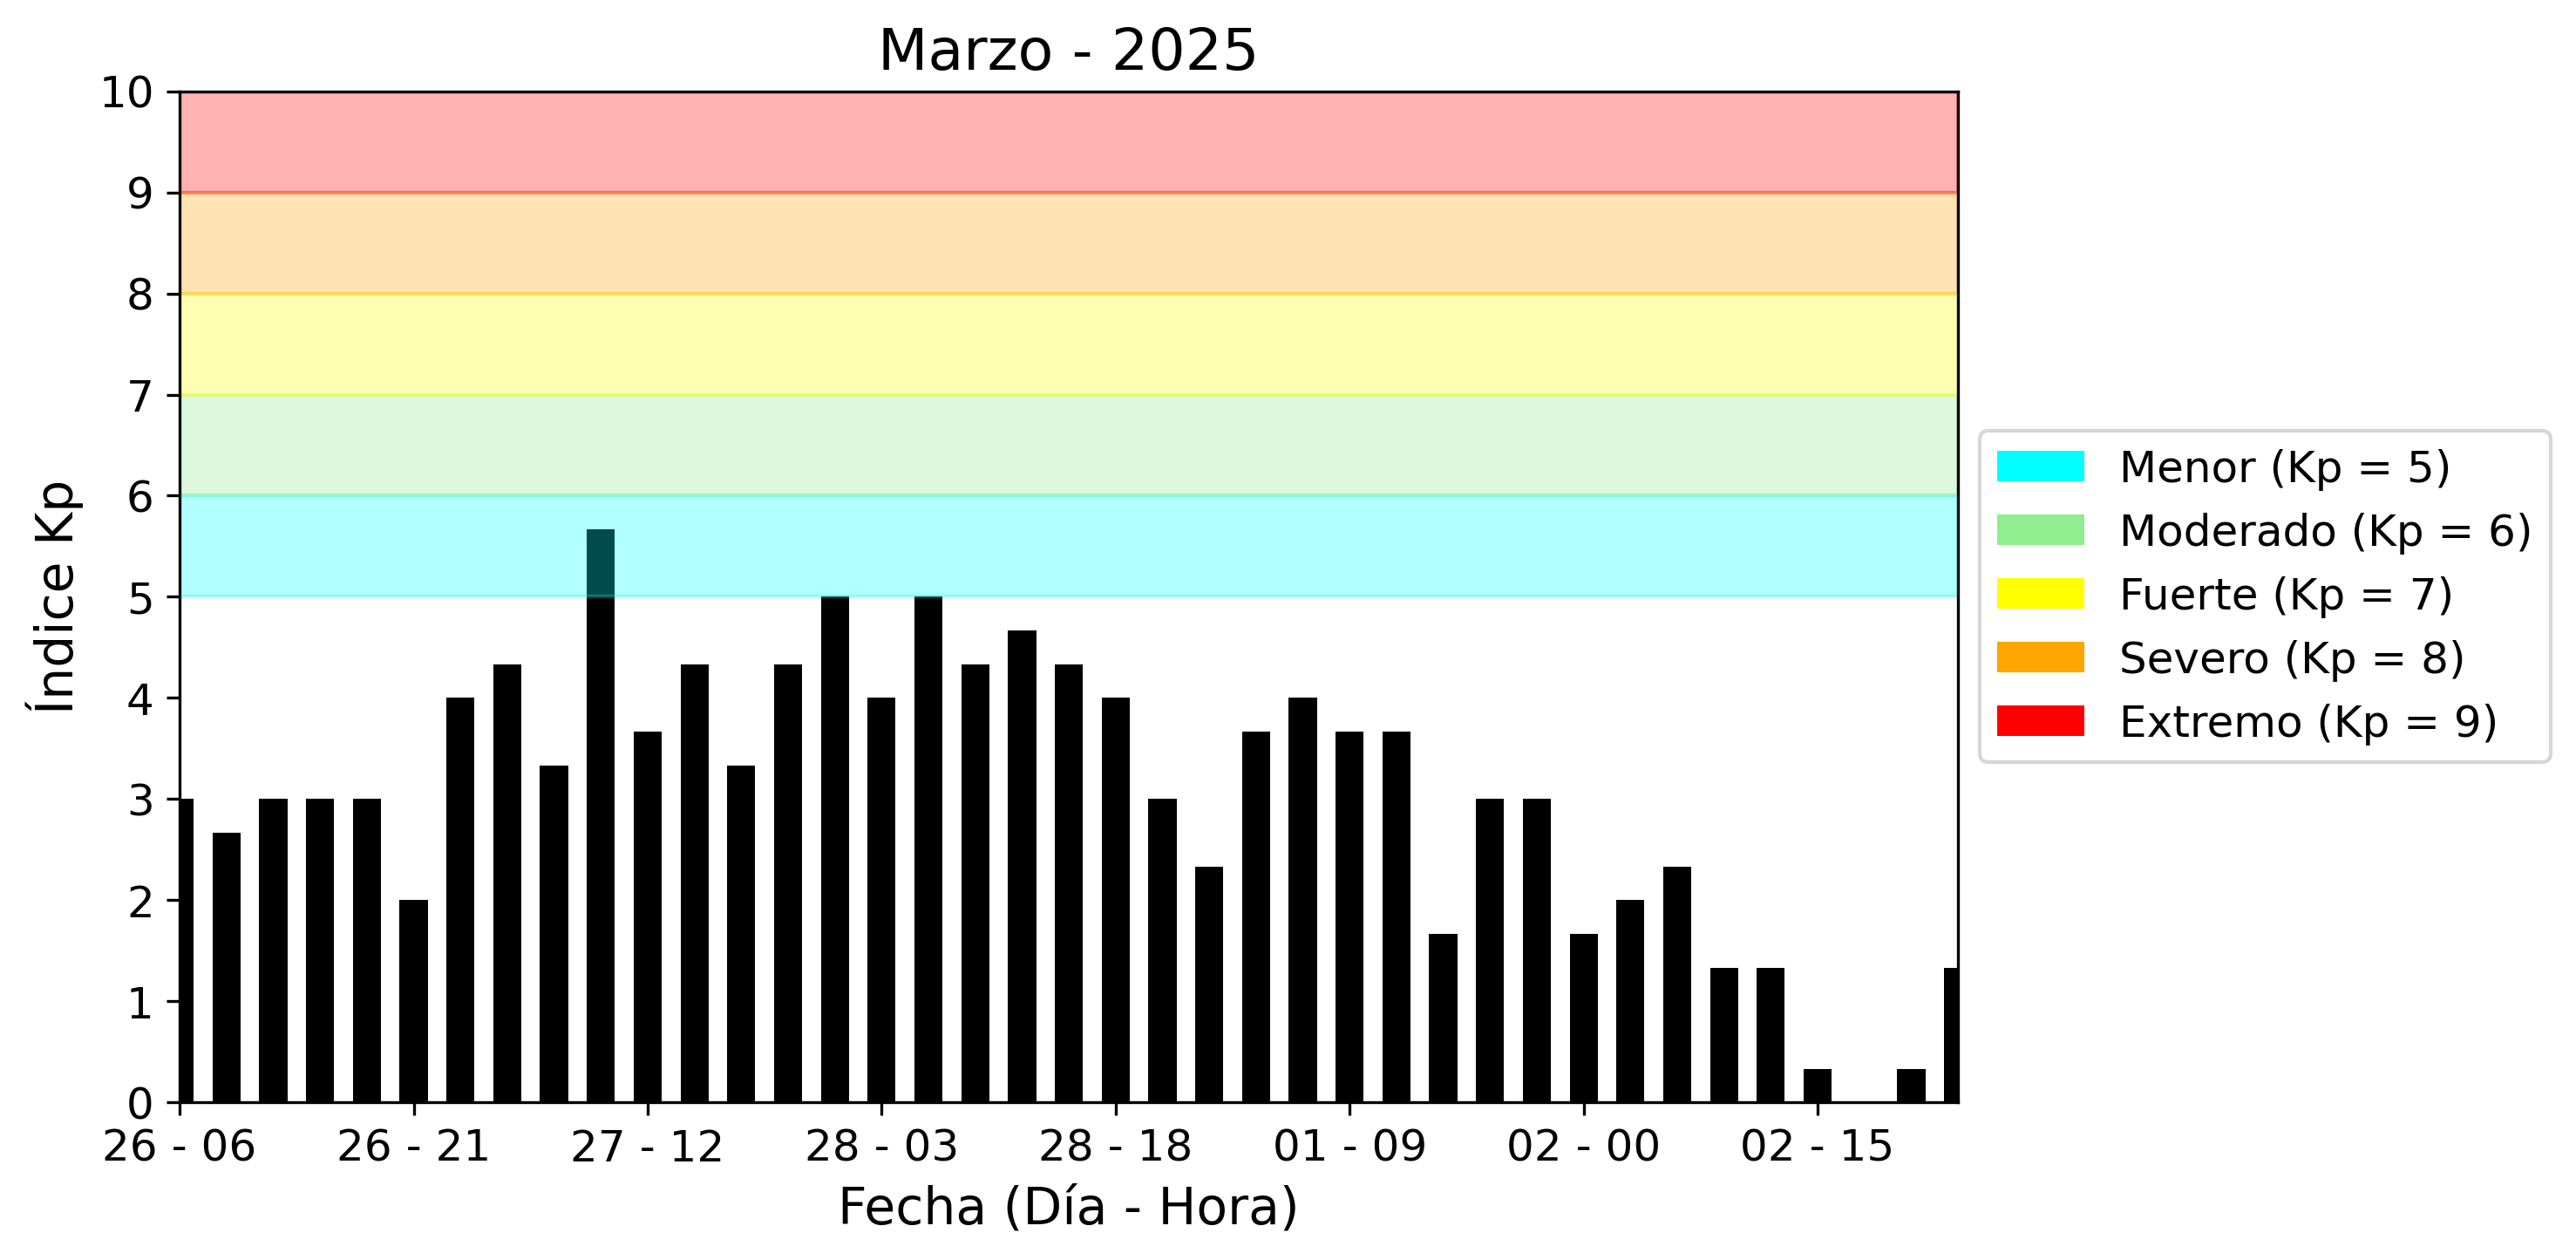 Marzo - 2025
10
9
8
7
6
5
4
3
2
1
0
Índice Kp
26 - 06
26 - 21
27 - 12
28 - 03
28 - 18
01 - 09
02 - 00
02 - 15
Fecha (Día - Hora)
Menor (Kp = 5)
Moderado (Kp = 6)
Fuerte (Kp = 7)
Severo (Kp = 8)
Extremo (Kp = 9)